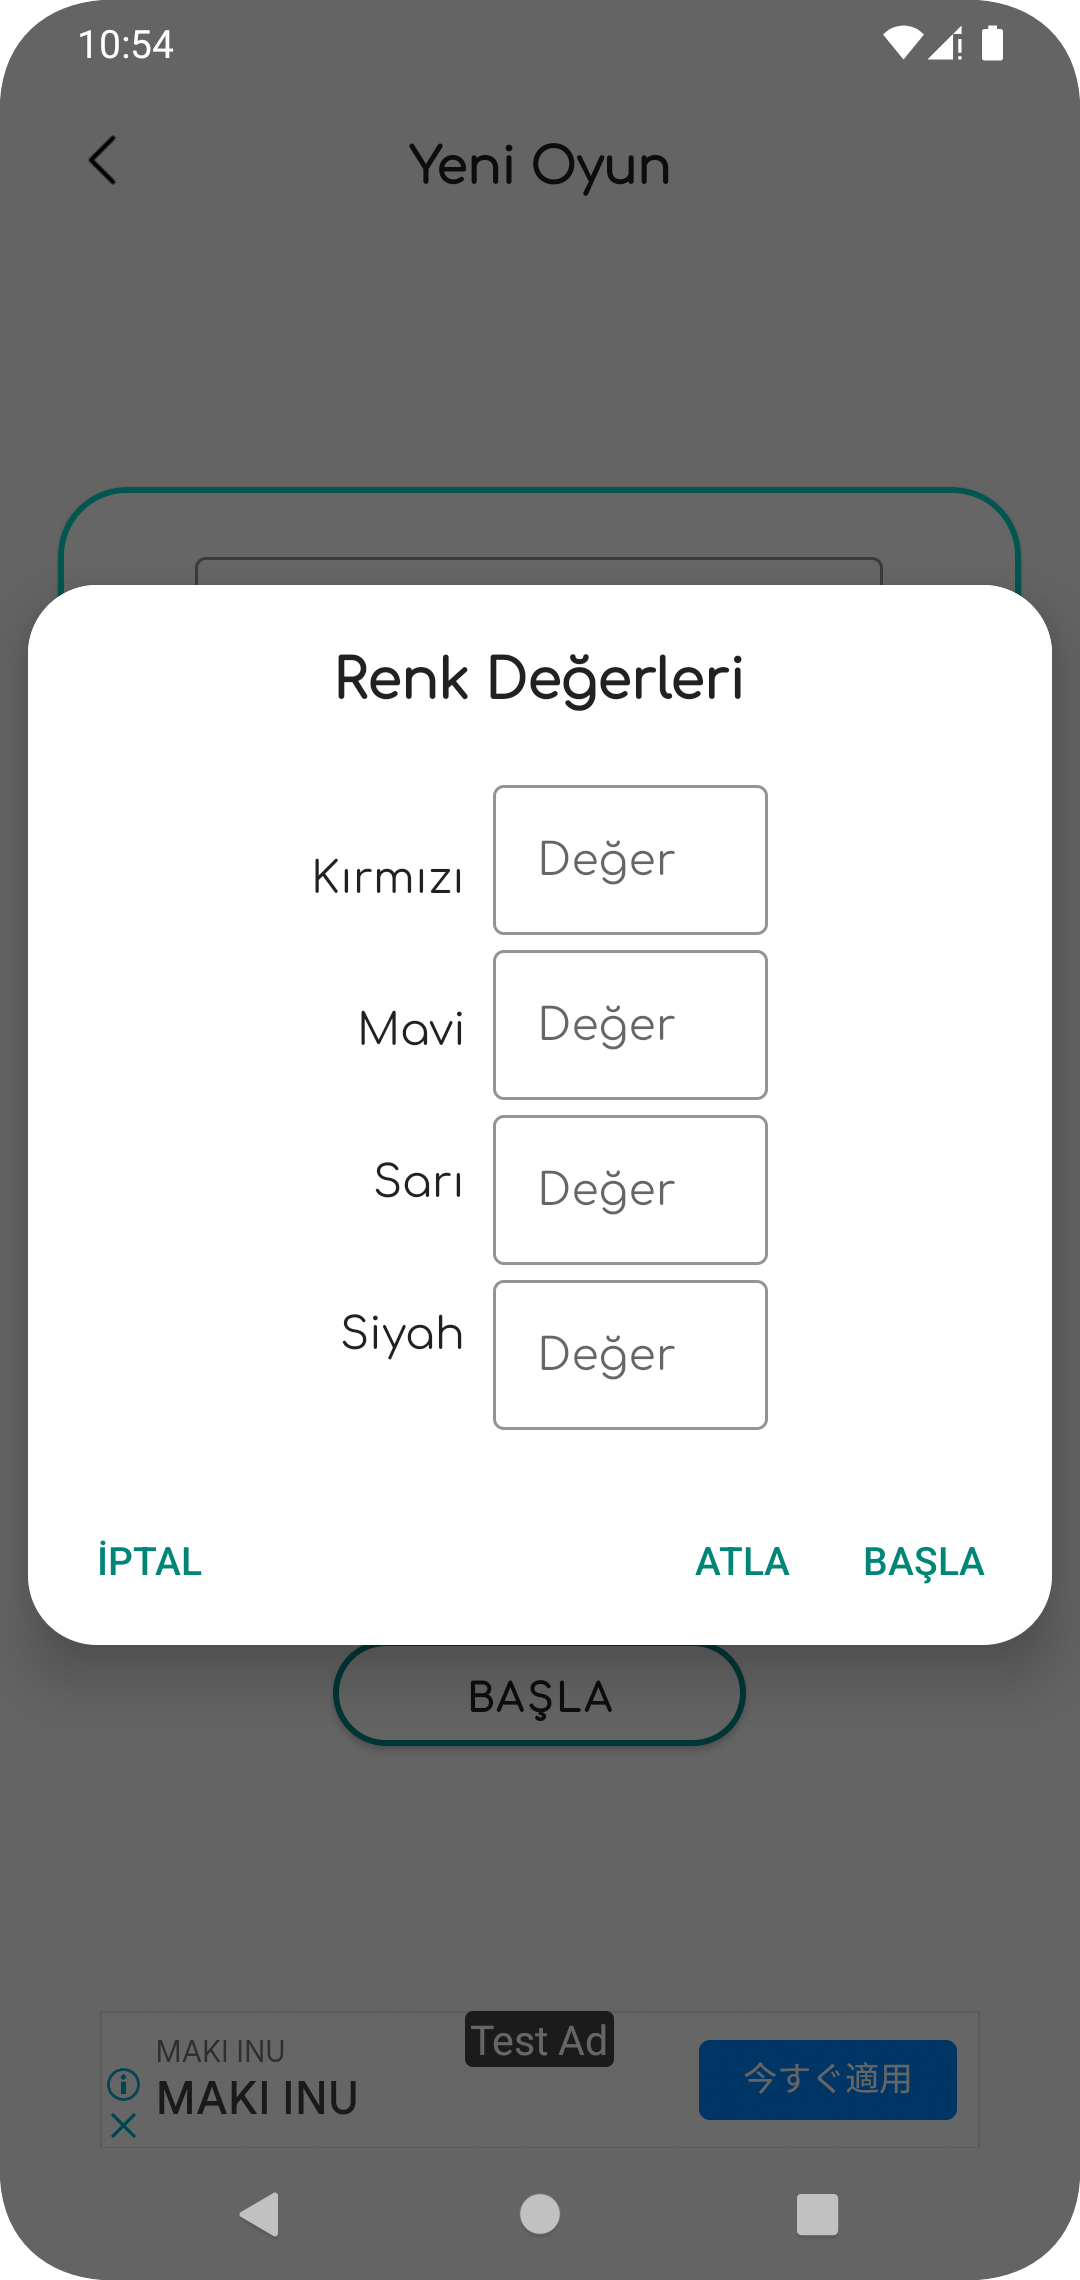 10:54
Yeni Oyun
Renk Değerleri
Kırmızı Değer
Mavi Değer
Sarı Değer
Siyah Değer
İPTAL ATLA BAŞLA
BAŞLA
Test Ad
MAKI INU
MAKI INU
今すぐ適用